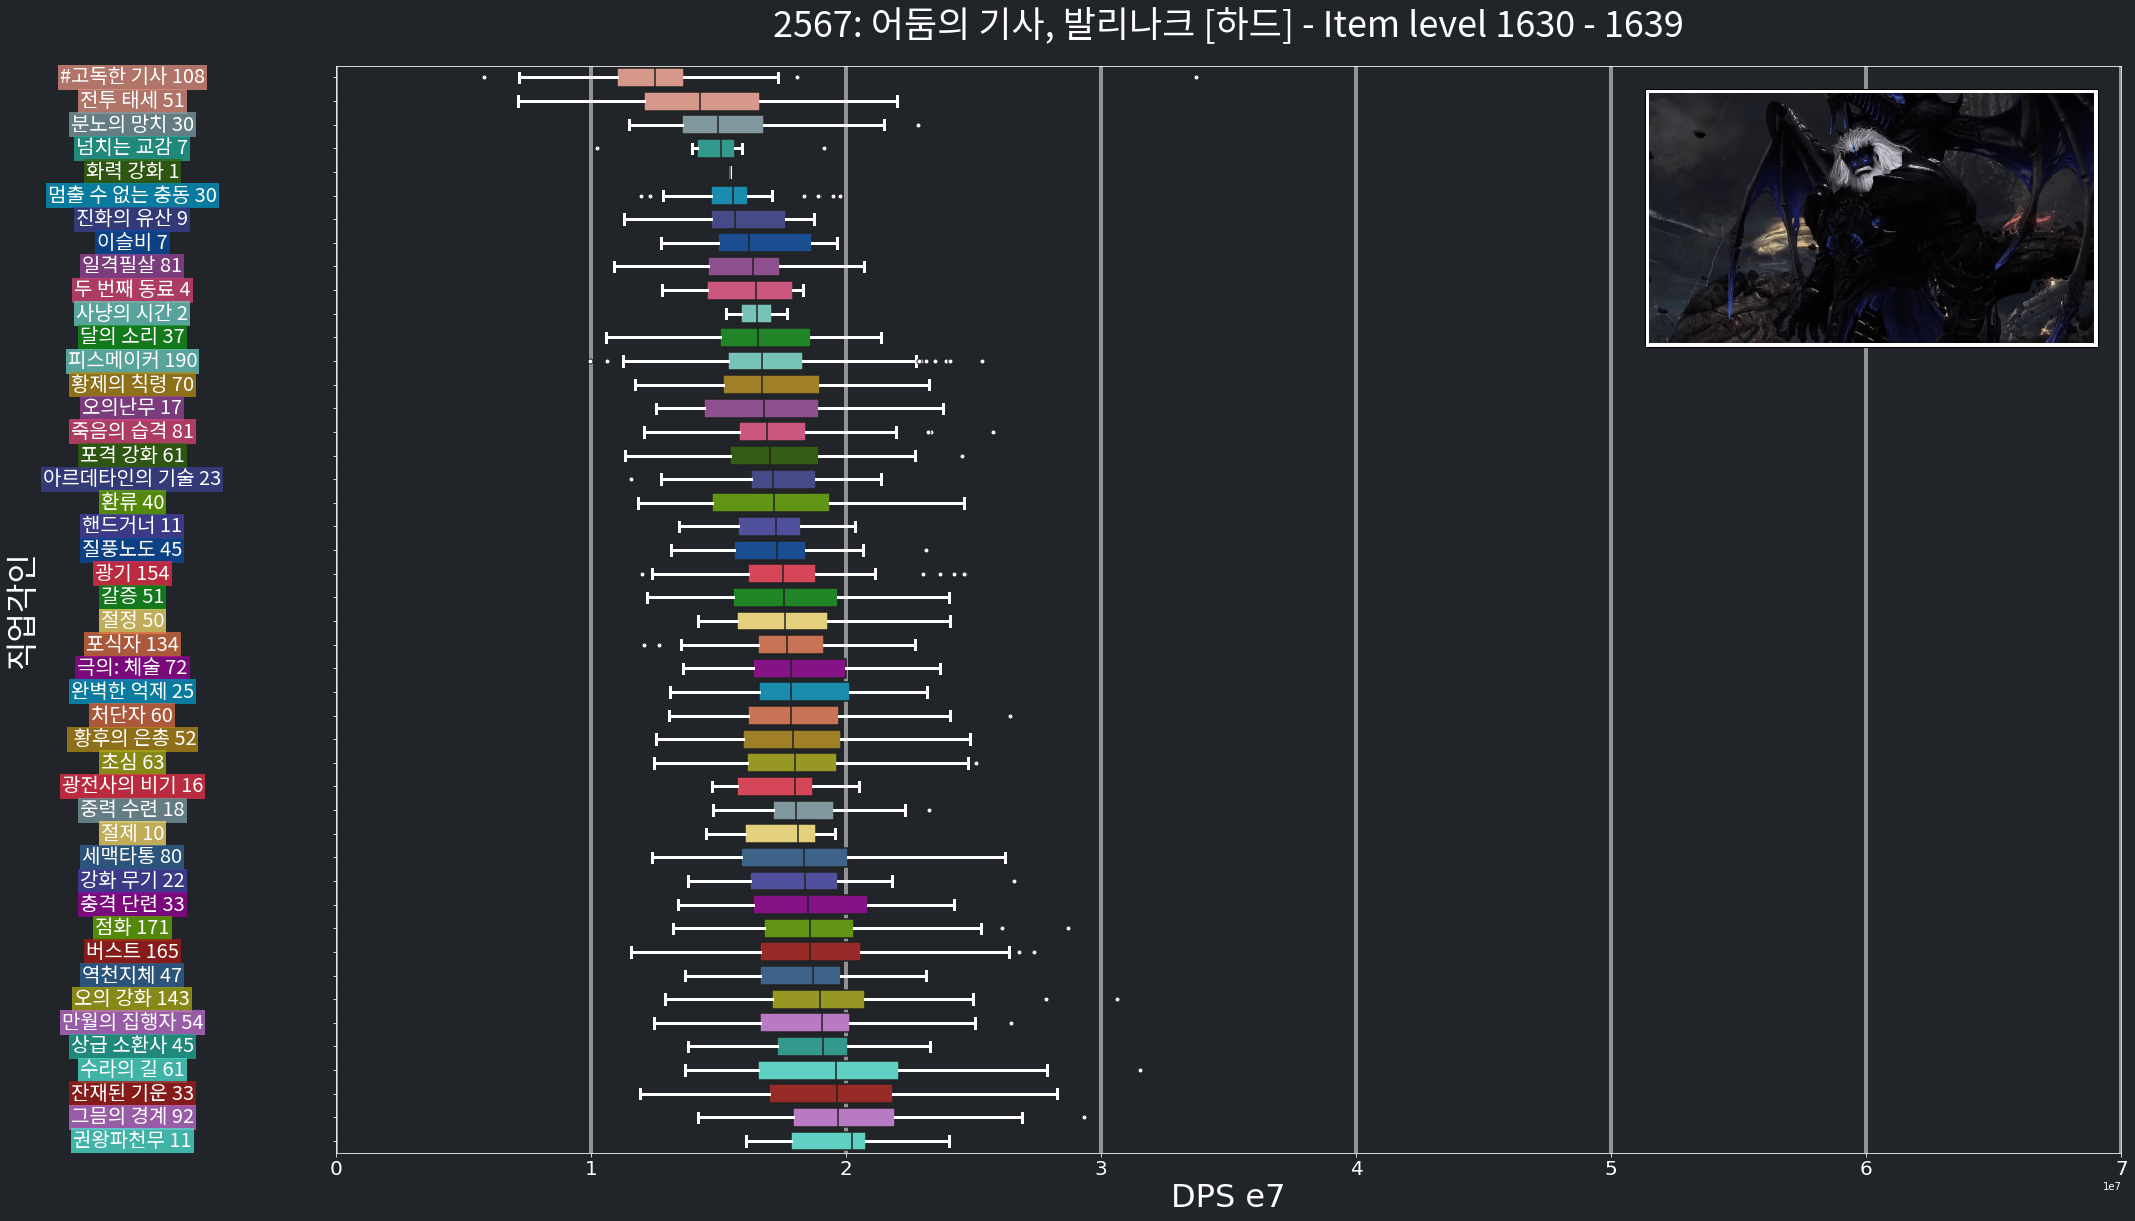 2567: 어둠의 기사, 발리나크 [하드] - Item level 1630 - 1639
#고독한 기사 108
전투 태세 51
분노의 망치 30
넘치는 교감 7
화력 강화 1
멈출 수 없는 충동 30
진화의 유산 9
이슬비 7
일격필살 81
두 번째 동료 4
사냥의 시간 2
달의 소리 37
피스메이커 190
황제의 칙령 70
오의난무 17
죽음의 습격 81
포격 강화 61
아르데타인의 기술 23
환류 40
핸드거너 11
질풍노도 45
광기 154
갈증 51
절정 50
포식자 134
극의: 체술 72
완벽한 억제 25
처단자 60
황후의 은총 52
초심 63
광전사의 비기 16
중력 수련 18
절제 10
세맥타통 80
강화 무기 22
충격 단련 33
점화 171
버스트 165
역천지체 47
오의 강화 143
만월의 집행자 54
상급 소환사 45
수라의 길 61
잔재된 기운 33
그믐의 경계 92
권왕파천무 11
직업각인
0 1 2 3 4 5 6 7
1e7
DPS e7